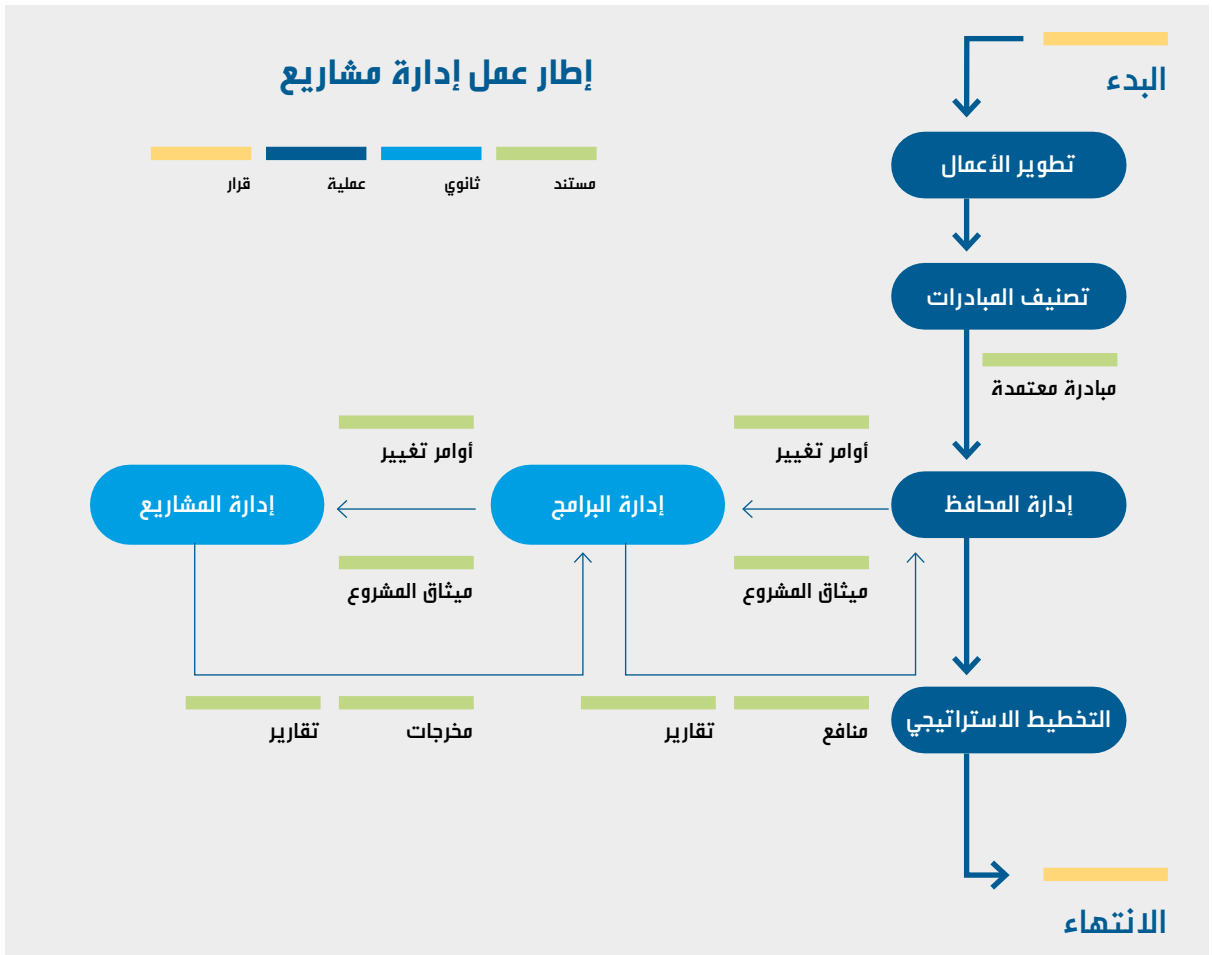 البدء
إطار عمل إدارة مشاريع
مستند
ثانوي
عملية
قرار
تطوير الأعمال
تصنيف المبادرات
مبادرة معتمدة
أوامر تغيير
أوامر تغيير
إدارة المحافظ
إدارة البرامج
إدارة المشاريع
ميثاق المشروع
ميثاق المشروع
التخطيط الاستراتيجي
منافع
تقارير
مخرجات
تقارير
الانتهاء